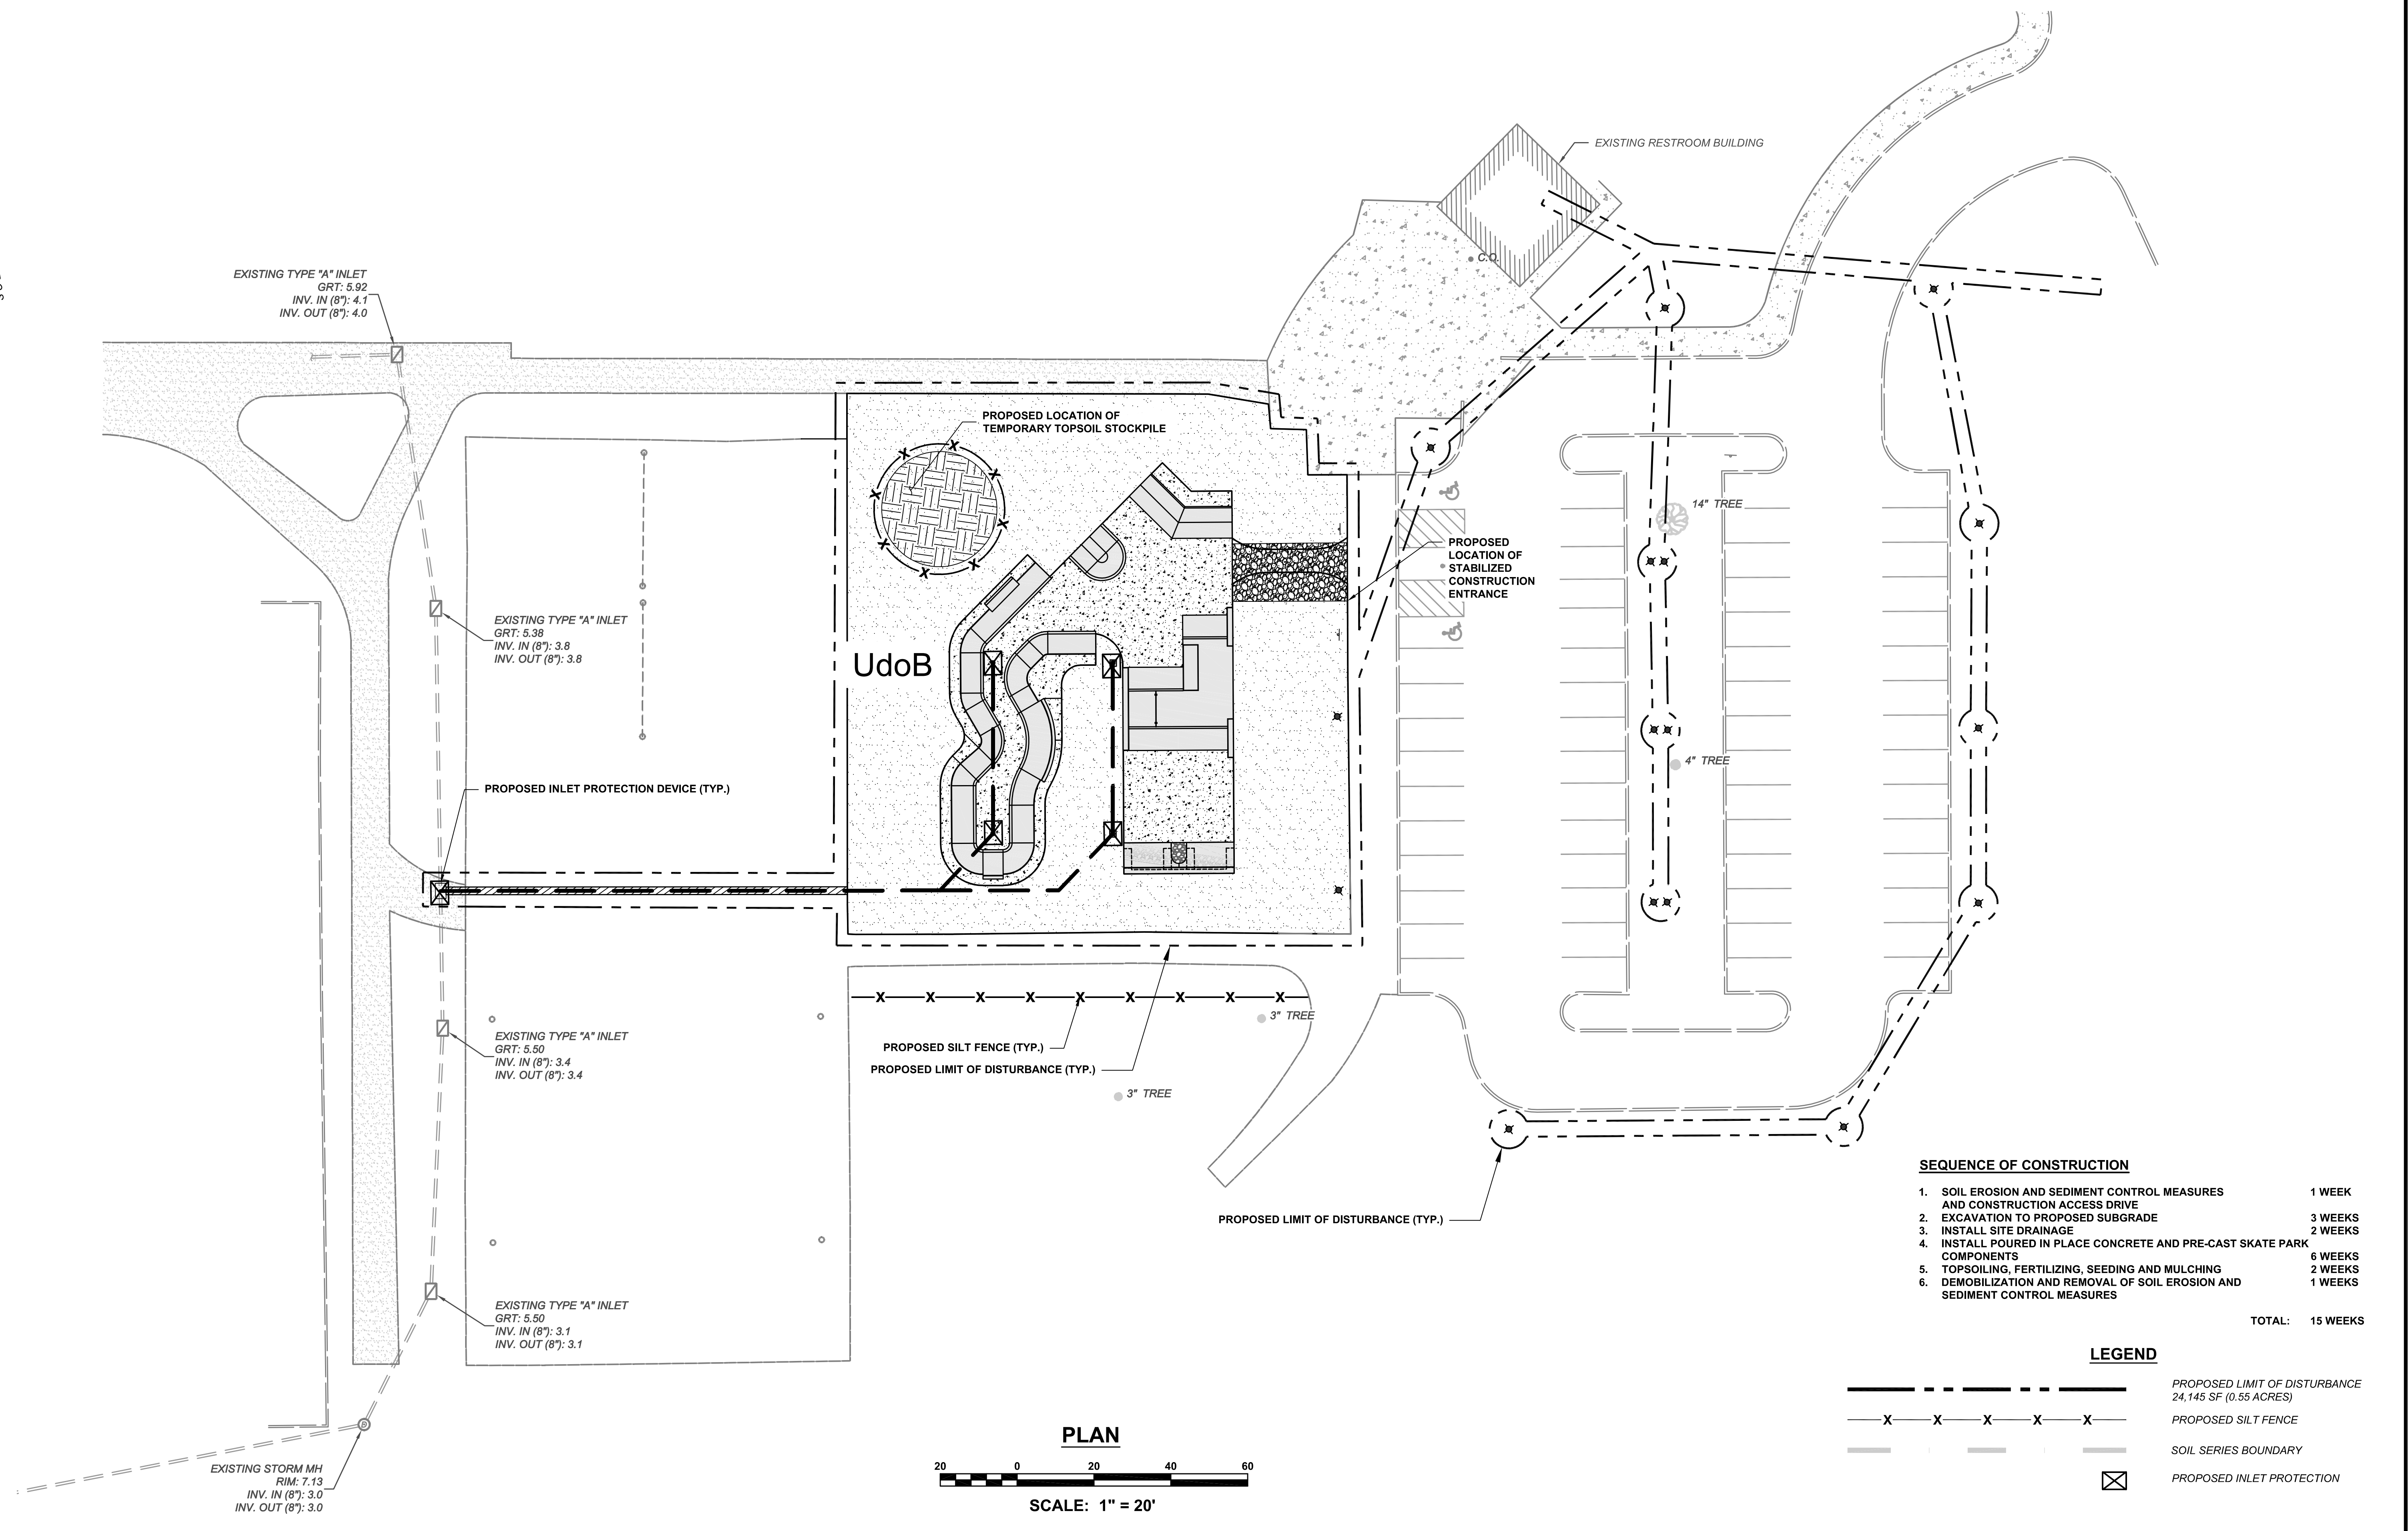 EXISTING RESTROOM BUILDING
C.O.
EXISTING TYPE "A" INLET
GRT: 5.92
INV. IN (8"): 4.1
INV. OUT (8"): 4.0
PROPOSED LOCATION OF
TEMPORARY TOPSOIL STOCKPILE
14" TREE
PROPOSED
LOCATION OF
STABILIZED
CONSTRUCTION
ENTRANCE
EXISTING TYPE "A" INLET
GRT: 5.38
INV. IN (8"): 3.8
INV. OUT (8"): 3.8
UdoB
4" TREE
PROPOSED INLET PROTECTION DEVICE (TYP.)
3" TREE
EXISTING TYPE "A" INLET
GRT: 5.50
INV. IN (8"): 3.4
INV. OUT (8"): 3.4
PROPOSED SILT FENCE (TYP.)
PROPOSED LIMIT OF DISTURBANCE (TYP.)
3" TREE
PROPOSED LIMIT OF DISTURBANCE (TYP.)
EXISTING TYPE "A" INLET
GRT: 5.50
INV. IN (8"): 3.1
INV. OUT (8"): 3.1
EXISTING STORM MH
RIM: 7.13
INV. IN (8"): 3.0
INV. OUT (8"): 3.0
PLAN
20 0 20 40 60
SCALE: 1" = 20'
SEQUENCE OF CONSTRUCTION
1. SOIL EROSION AND SEDIMENT CONTROL MEASURES 1 WEEK
AND CONSTRUCTION ACCESS DRIVE
2. EXCAVATION TO PROPOSED SUBGRADE 3 WEEKS
3. INSTALL SITE DRAINAGE 2 WEEKS
4. INSTALL POURED IN PLACE CONCRETE AND PRE-CAST SKATE PARK
COMPONENTS 6 WEEKS
5. TOPSOILING, FERTILIZING, SEEDING AND MULCHING 2 WEEKS
6. DEMOBILIZATION AND REMOVAL OF SOIL EROSION AND 1 WEEKS
SEDIMENT CONTROL MEASURES
TOTAL: 15 WEEKS
LEGEND
PROPOSED LIMIT OF DISTURBANCE
24,145 SF (0.55 ACRES)
PROPOSED SILT FENCE
SOIL SERIES BOUNDARY
PROPOSED INLET PROTECTION